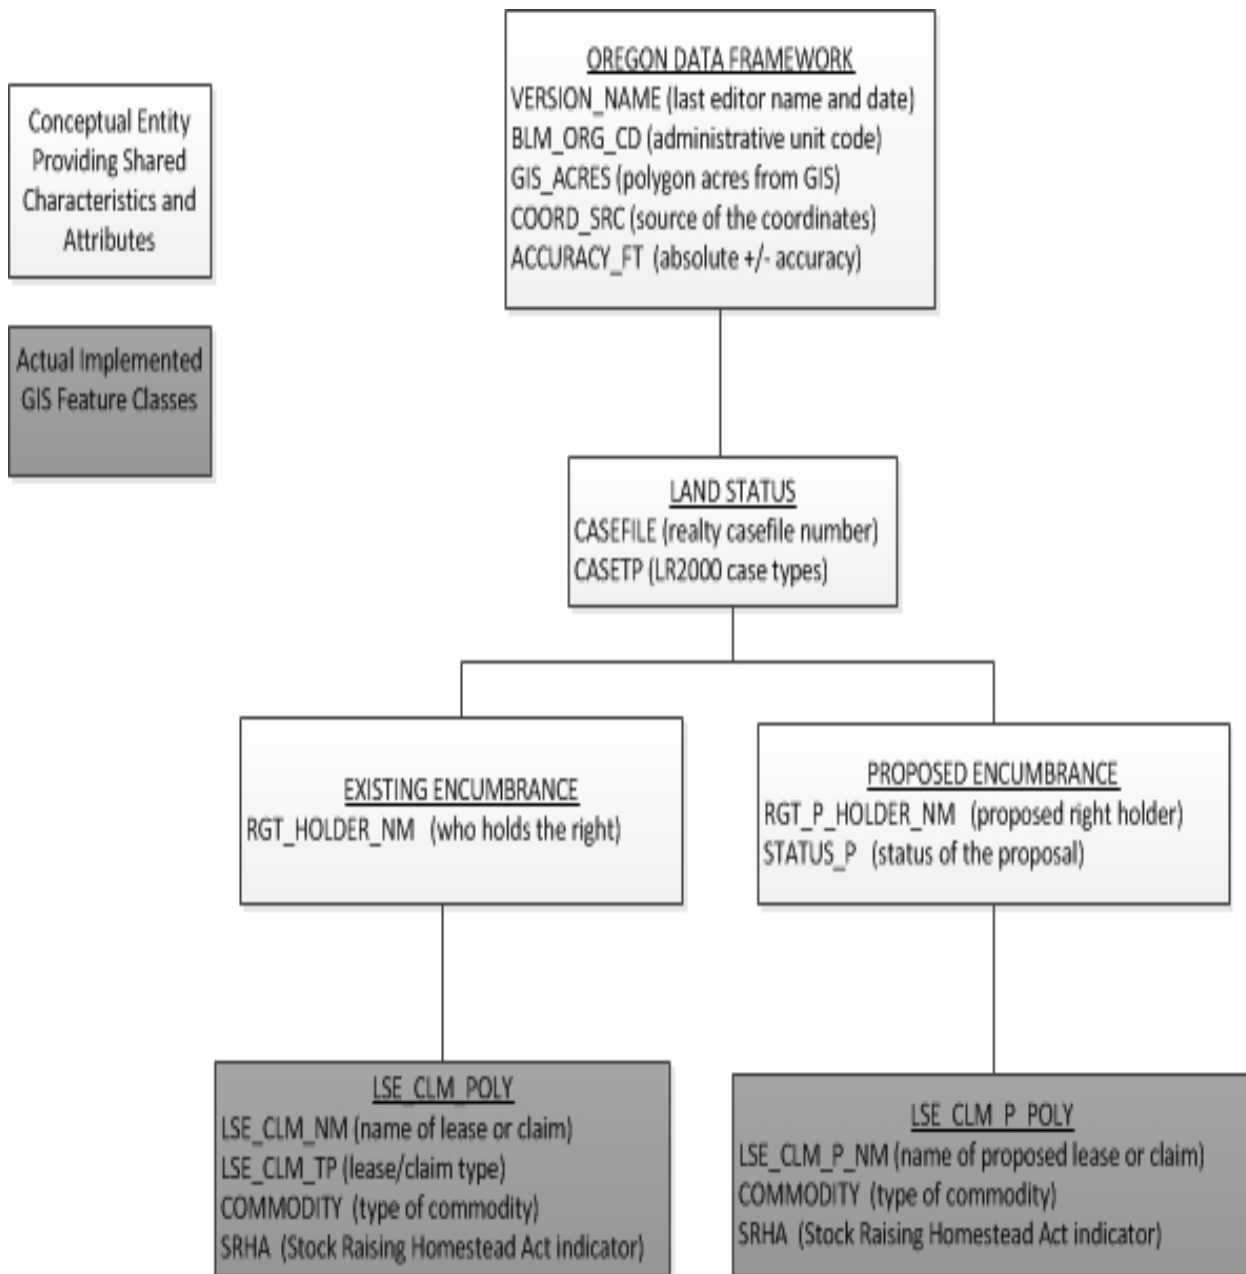 OREGON DATA FRAMEWORK
VERSION_NAME (last editor name and date)
BLM_ORG_CD (administrative unit code)
GIS_ACRES (polygon acres from GIS)
COORD_SRC (source of the coordinates)
ACCURACY_FT (absolute +/- accuracy)
Conceptual Entity
Providing Shared
Characteristics and
Attributes
Actual Implemented
GIS Feature Classes
LAND STATUS
CASEFILE (realty casefile number)
CASETP (LR2000 case types)
EXISTING ENCUMBRANCE
RGT_HOLDER_NM (who holds the right)
PROPOSED ENCUMBRANCE
RGT_P_HOLDER_NM (proposed right holder)
STATUS_P (status of the proposal)
LSE_CLM_POLY
LSE_CLM_NM (name of lease or claim)
LSE_CLM_TP (lease/claim type)
COMMODITY (type of commodity)
SRHA (Stock Raising Homestead Act indicator)
LSE_CLM_P_POLY
LSE_CLM_P_NM (name of proposed lease or claim)
COMMODITY (type of commodity)
SRHA (Stock Raising Homestead Act indicator)